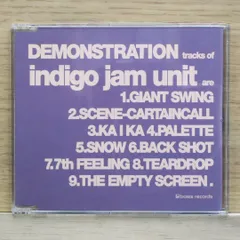 DEMONSTRATION tracks of
indigo jam unit are
1.GIANT SWING
2.SCENE-CARTAINCALL
3.KA I KA 4.PALETTE
5.SNOW 6.BACK SHOT
7.7th FEELING 8.TEARDROP
9.THE EMPTY SCREEN .
records